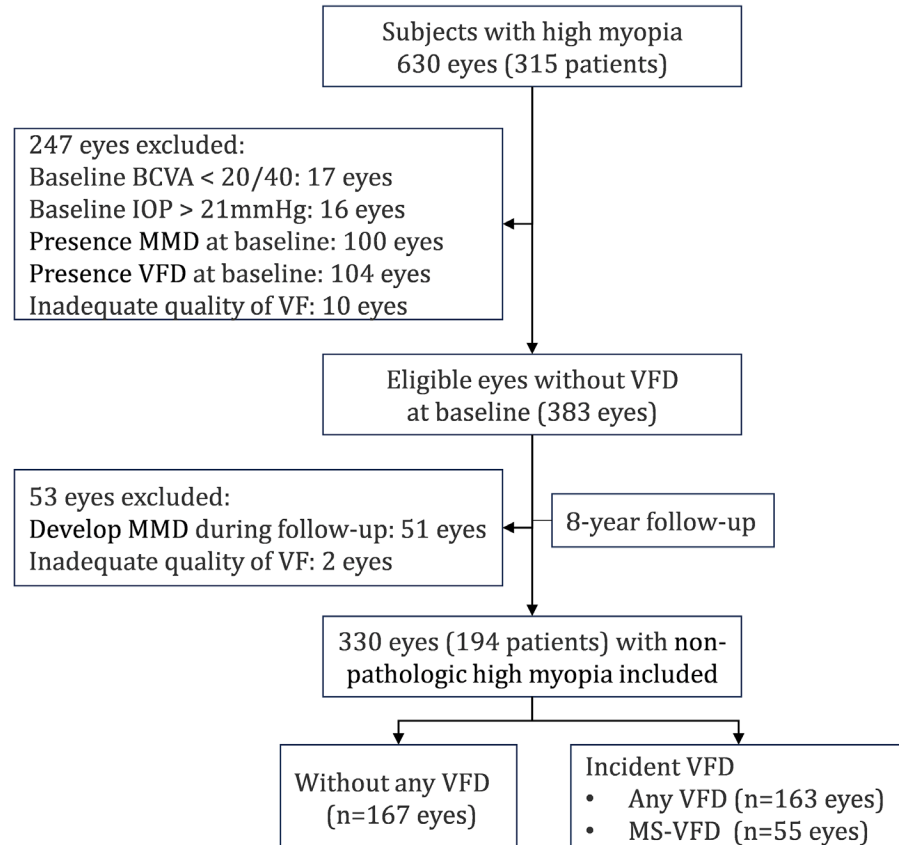 Subjects with high myopia
630 eyes (315 patients)
247 eyes excluded:
Baseline BCVA < 20/40: 17 eyes
Baseline IOP > 21mmHg: 16 eyes
Presence MMD at baseline: 100 eyes
Presence VFD at baseline: 104 eyes
Inadequate quality of VF: 10 eyes
Eligible eyes without VFD
at baseline (383 eyes)
53 eyes excluded:
Develop MMD during follow-up: 51 eyes
Inadequate quality of VF: 2 eyes
8-year follow-up
330 eyes (194 patients) with non-
pathologic high myopia included
Without any VFD
(n=167 eyes)
Incident VFD
• Any VFD (n=163 eyes)
• MS-VFD (n=55 eyes)